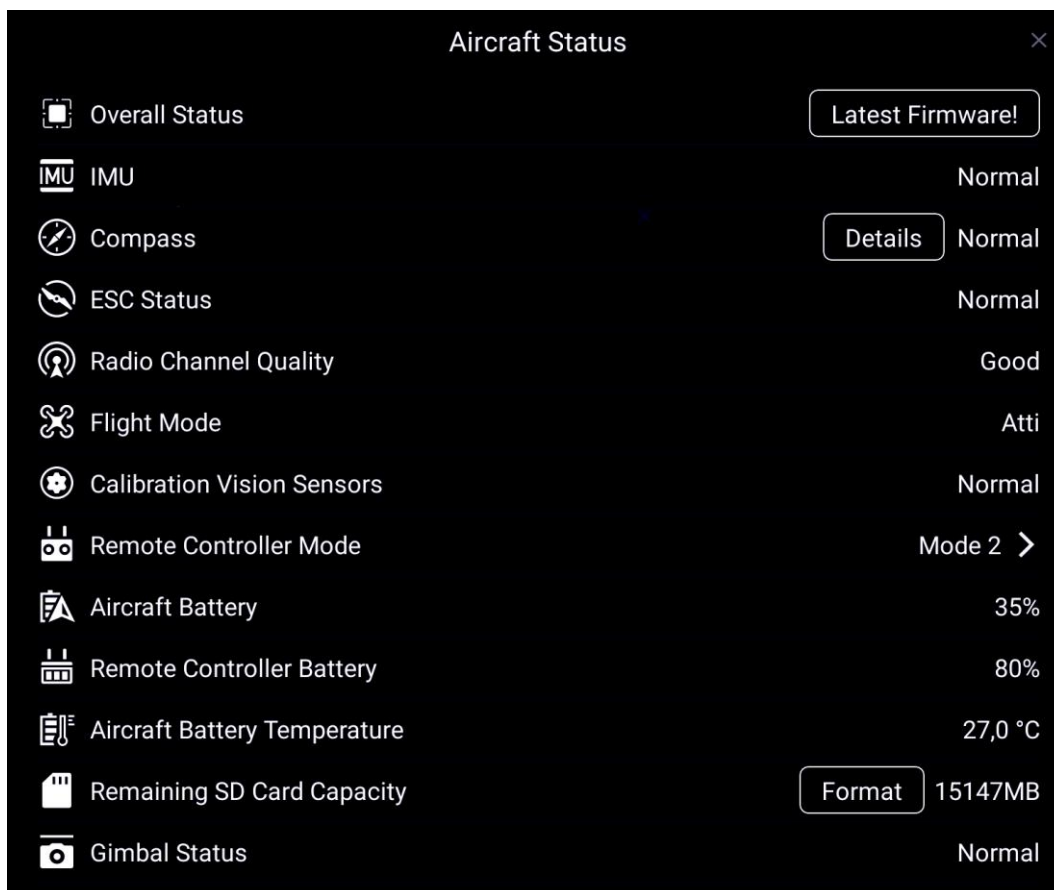 Aircraft Status
Overall Status Latest Firmware!
IMU IMU Normal
Compass Details Normal
ESC Status Normal
Radio Channel Quality Good
Flight Mode Atti
Calibration Vision Sensors Normal
Remote Controller Mode Mode 2
Aircraft Battery 35%
Remote Controller Battery 80%
Aircraft Battery Temperature 27,0 °C
Remaining SD Card Capacity Format 15147MB
Gimbal Status Normal